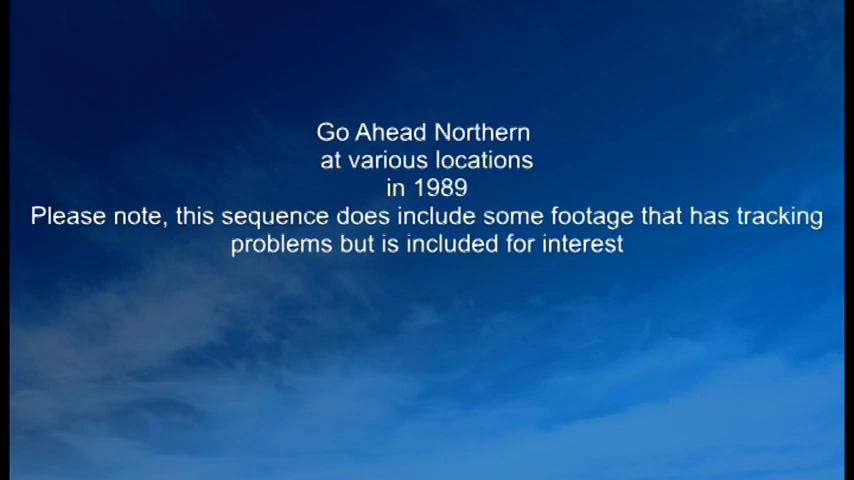 Go Ahead Northern
at various locations
in 1989
Please note, this sequence does include some footage that has tracking
problems but is included for interest